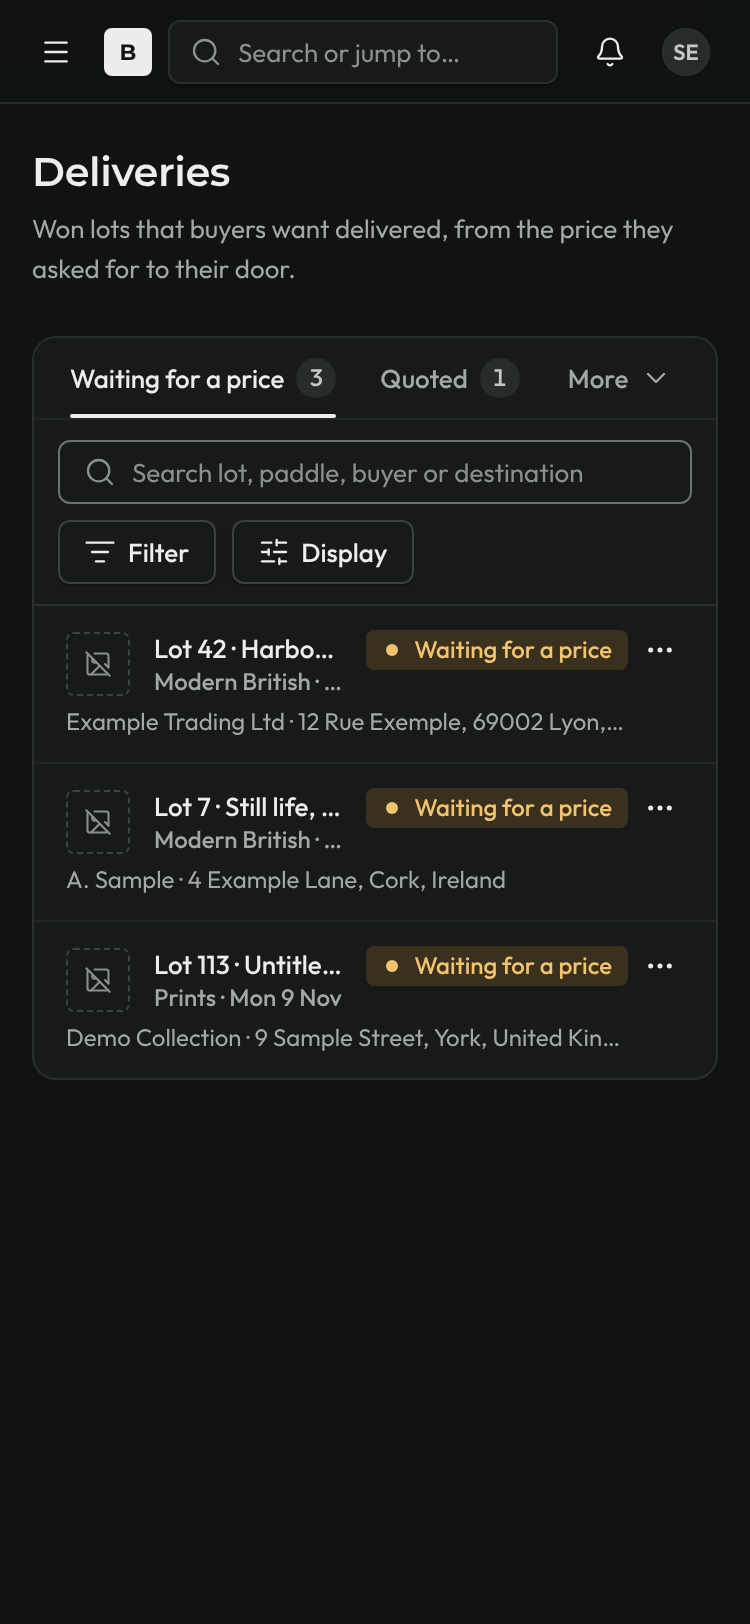 B
Search or jump to...
SE
Deliveries
Won lots that buyers want delivered, from the price they
asked for to their door.
Waiting for a price 3
Quoted 1
More
Search lot, paddle, buyer or destination
Filter
Display
Lot 42 · Harbo...
Waiting for a price
Modern British · ...
Example Trading Ltd · 12 Rue Exemple, 69002 Lyon,...
Lot 7 · Still life, ...
Waiting for a price
Modern British · ...
A. Sample · 4 Example Lane, Cork, Ireland
Lot 113 · Untitle...
Waiting for a price
Prints · Mon 9 Nov
Demo Collection · 9 Sample Street, York, United Kin...